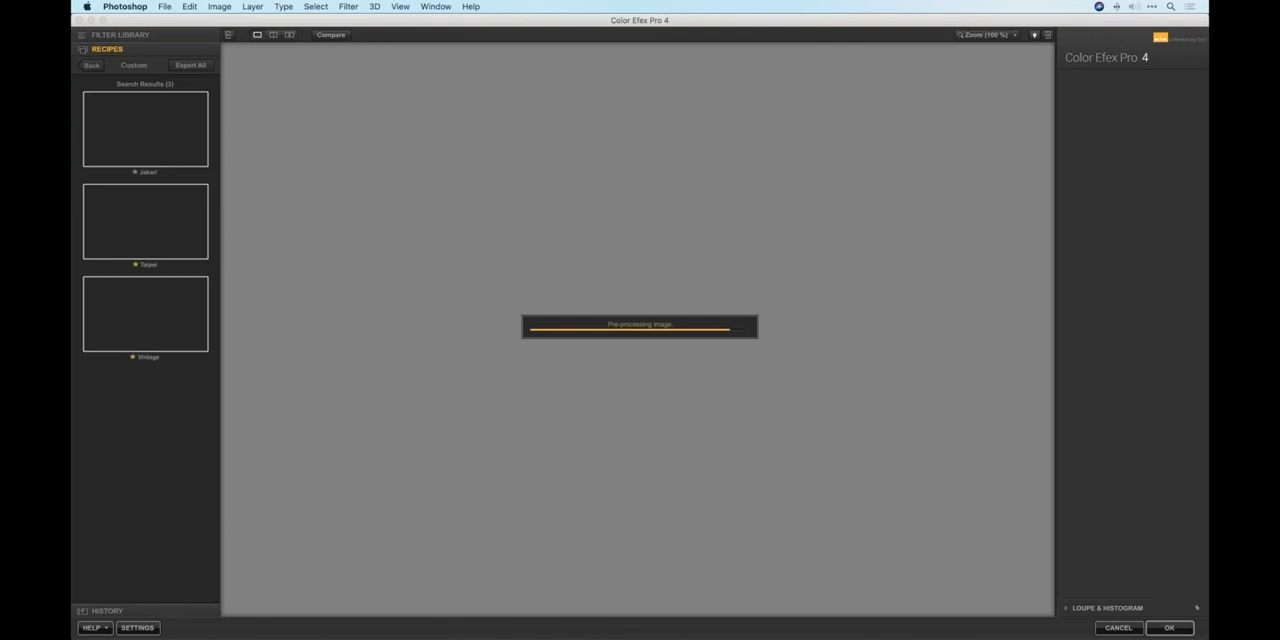 Photoshop File Edit Image Layer Type Select Filter 3D View Window Help
Color Efex Pro 4
FILTER LIBRARY
Compare
Zoom (100 %)
RECIPES
Back Custom Export All
Color Efex Pro 4
Search Results (3)
Jakari
Taipei
Pre-processing image.
Vintage
LOUPE & HISTOGRAM
HISTORY
HELP SETTINGS
CANCEL OK